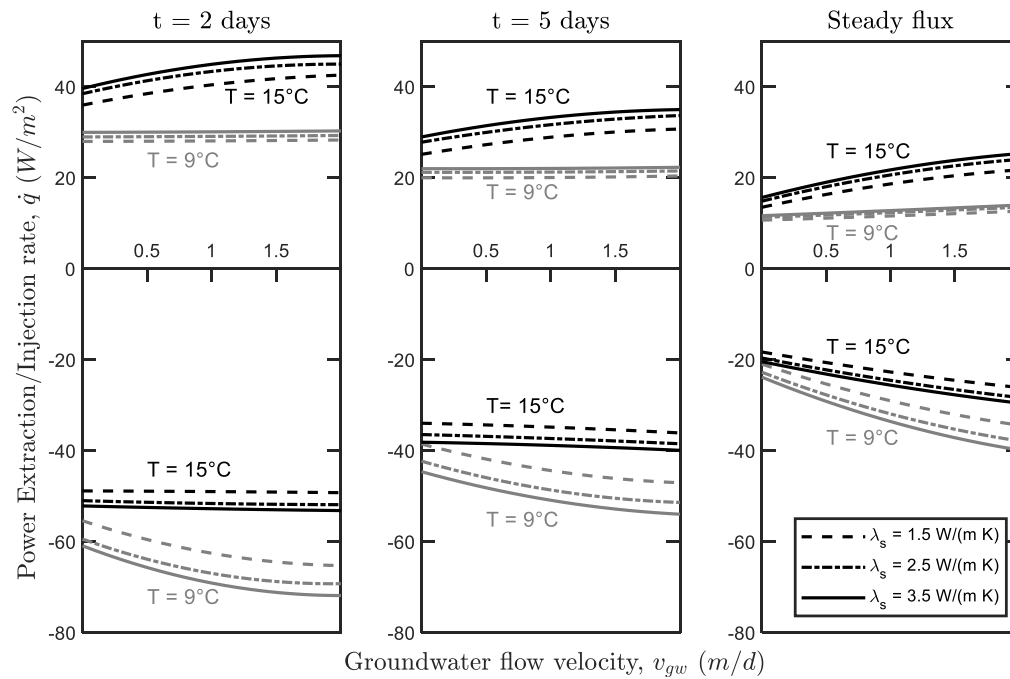 t = 2 days
t = 5 days
Steady flux
Power Extraction/Injection rate, q̇ (W/m²)
40
20
0
-20
-40
-60
-80
0.5 1 1.5
T = 15°C
T = 9°C
T = 15°C
T = 9°C
40
20
0
-20
-40
-60
-80
0.5 1 1.5
T = 15°C
T = 9°C
T= 15°C
T = 9°C
40
20
0
-20
-40
-60
-80
0.5 1 1.5
T = 15°C
T = 9°C
T = 15°C
T = 9°C
λs = 1.5 W/(m K)
λs = 2.5 W/(m K)
λs = 3.5 W/(m K)
Groundwater flow velocity, vgw (m/d)